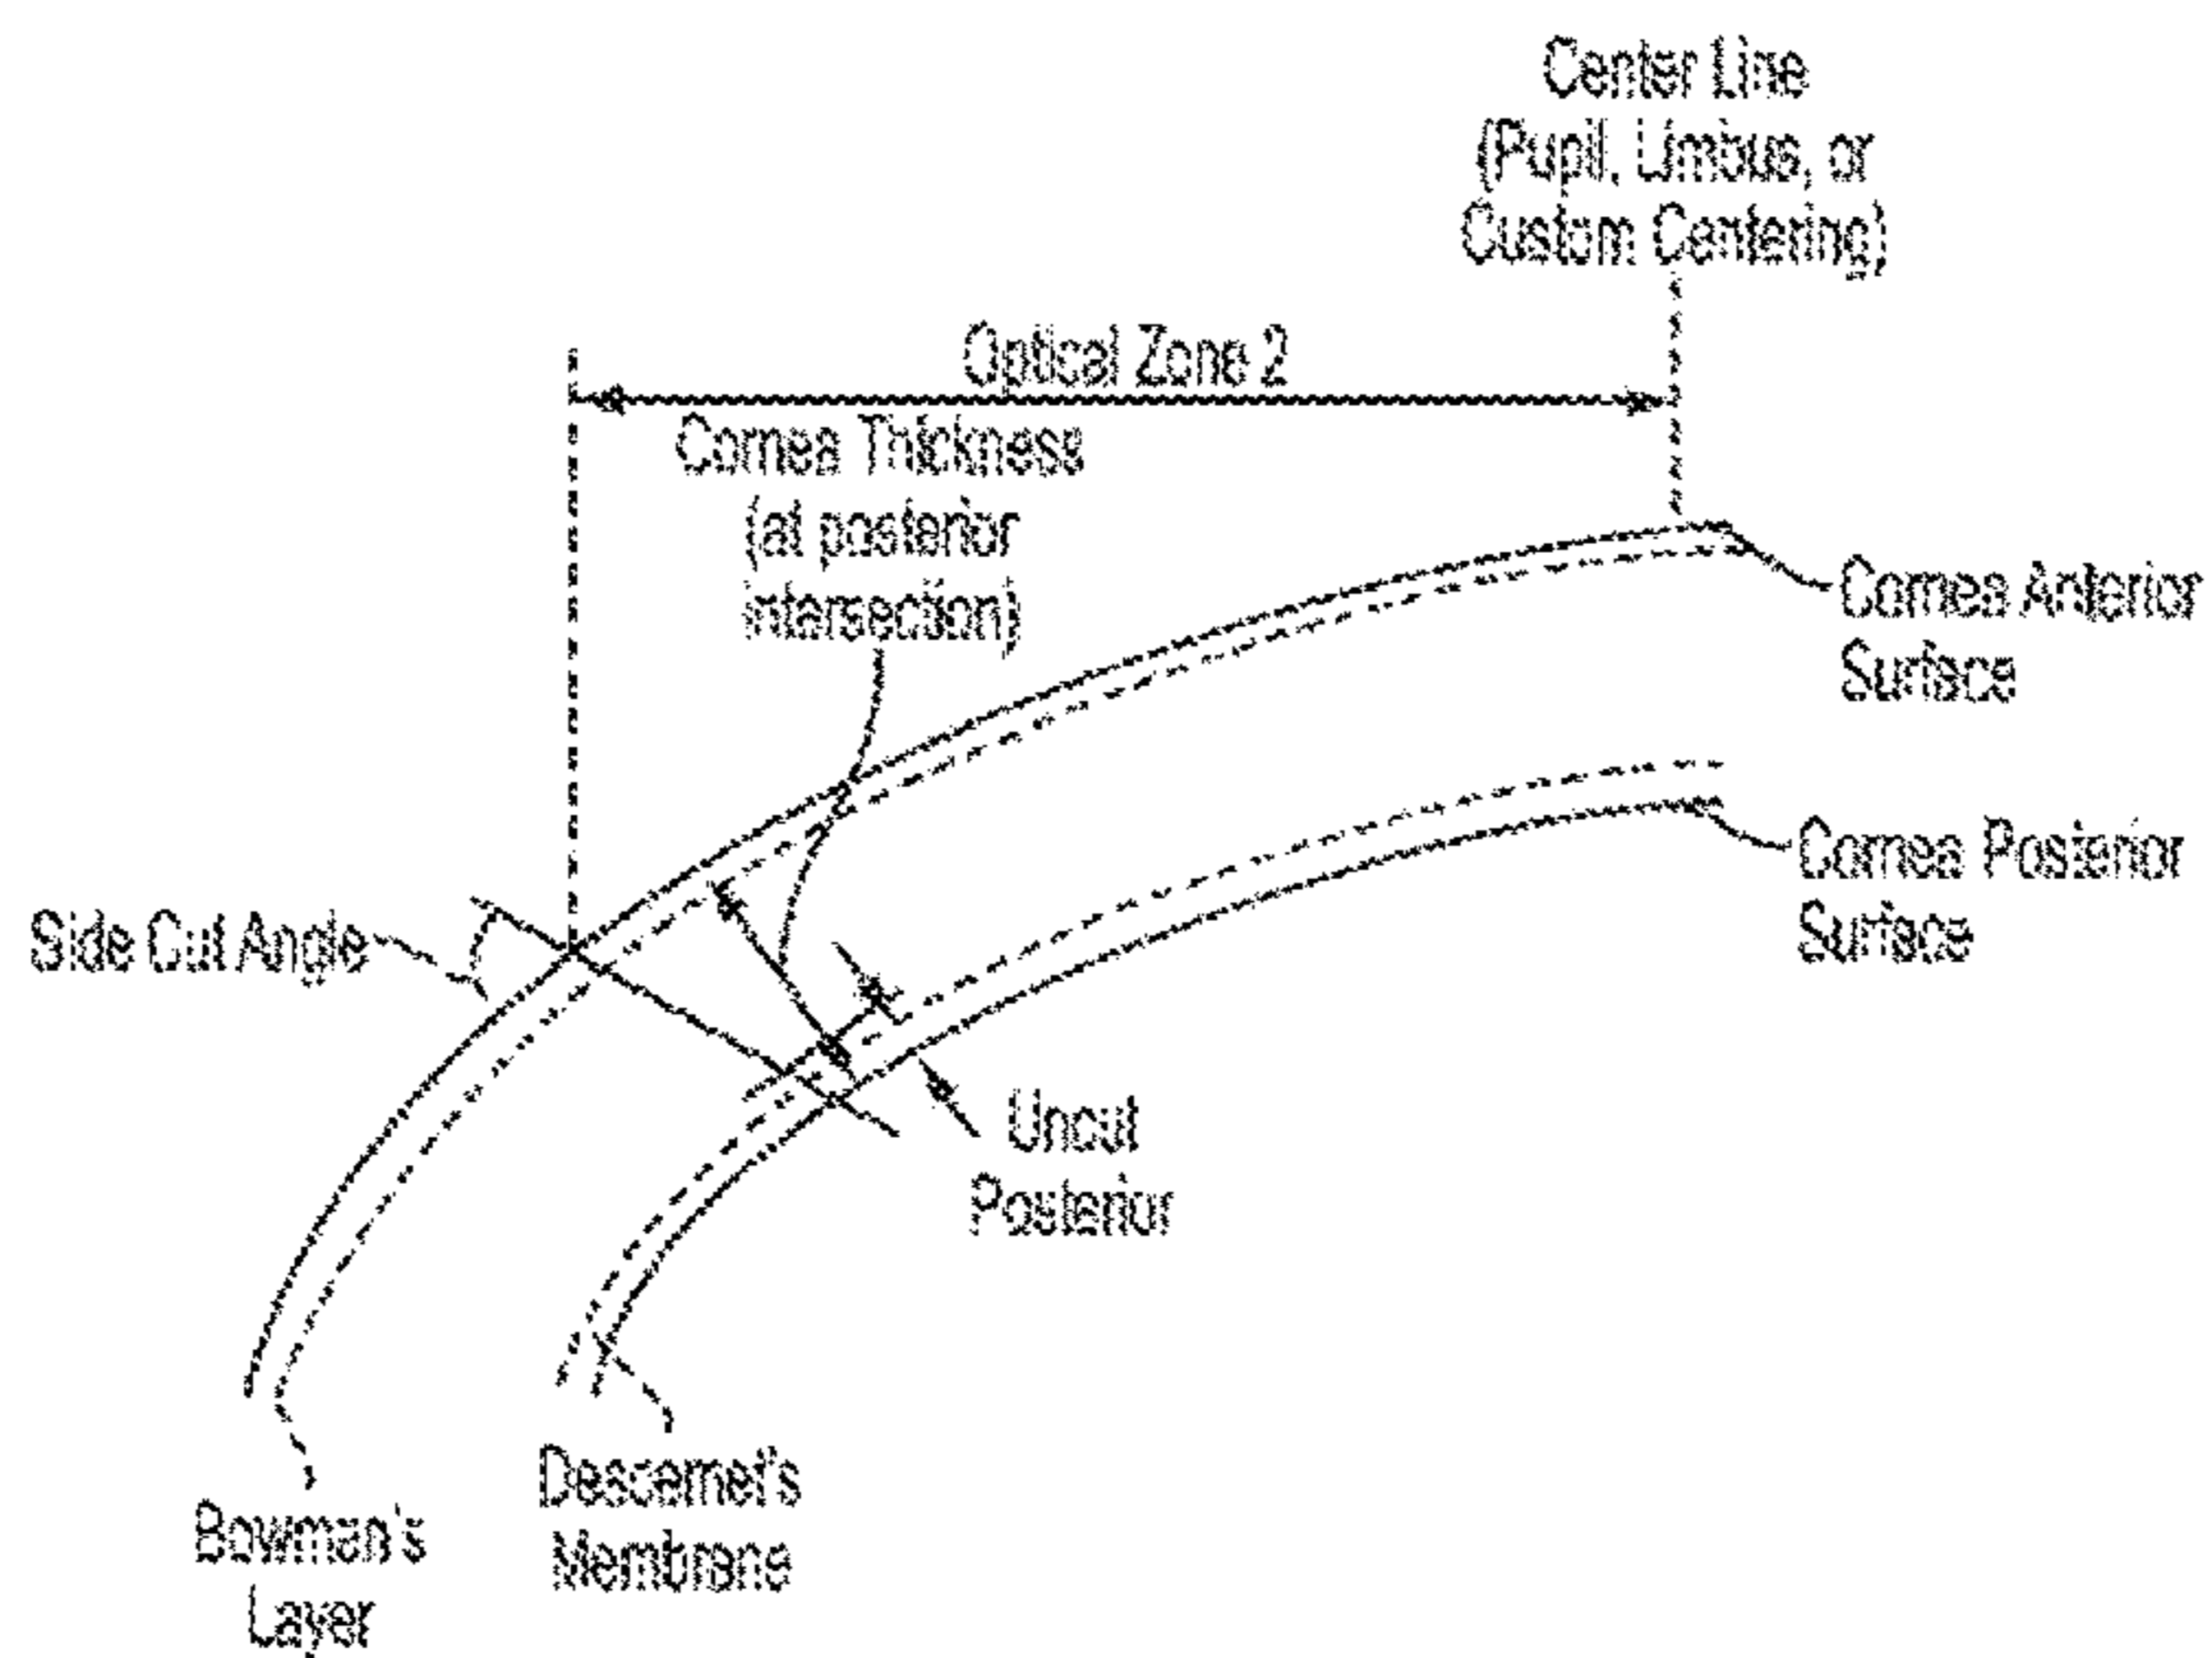 Center Line
(Pupil, Limbus, or
Custom Centering)
Optical Zone 2
Cornea Thickness
(at posterior
intersection)
Cornea Anterior
Surface
Cornea Posterior
Surface
Side Cut Angle
Uncut
Posterior
Descemet's
Membrane
Bowman's
Layer